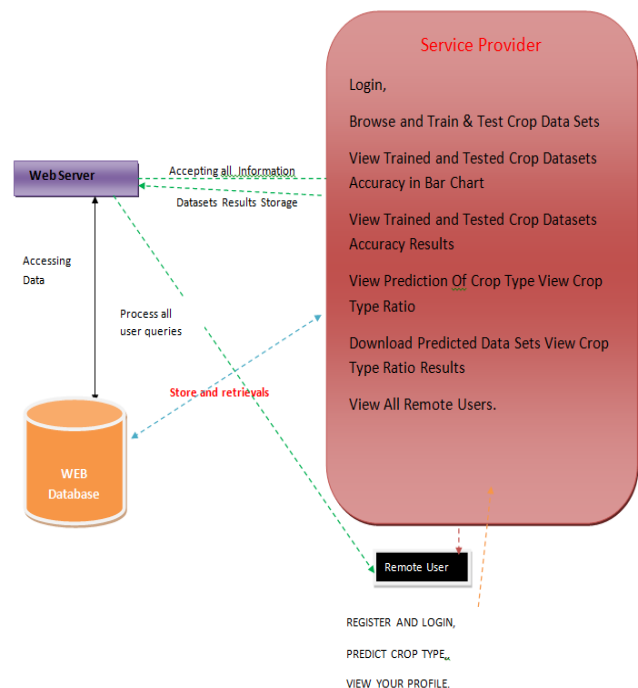 Service Provider
Login,
Browse and Train & Test Crop Data Sets
View Trained and Tested Crop Datasets
Accuracy in Bar Chart
View Trained and Tested Crop Datasets
Accuracy Results
View Prediction Of Crop Type View Crop
Type Ratio
Download Predicted Data Sets View Crop
Type Ratio Results
View All Remote Users.
Web Server
Accepting all Information
Datasets Results Storage
Accessing
Data
Process all
user queries
Store and retrievals
WEB
Database
Remote User
REGISTER AND LOGIN,
PREDICT CROP TYPE,
VIEW YOUR PROFILE.